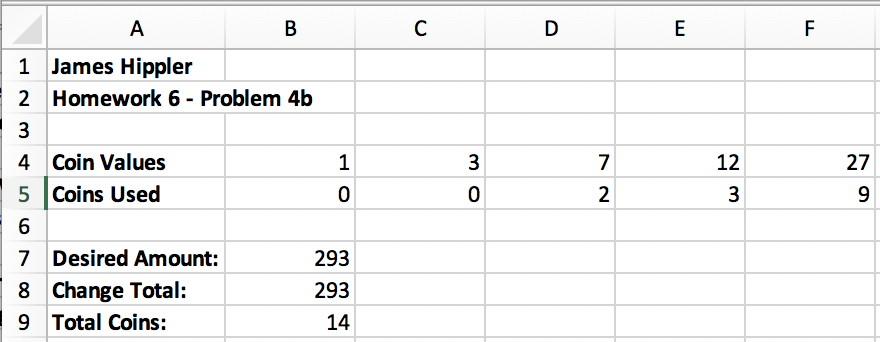 A B C D E F
1 James Hippler
2 Homework 6 - Problem 4b
3
4 Coin Values 1 3 7 12 27
5 Coins Used 0 0 2 3 9
6
7 Desired Amount: 293
8 Change Total: 293
9 Total Coins: 14